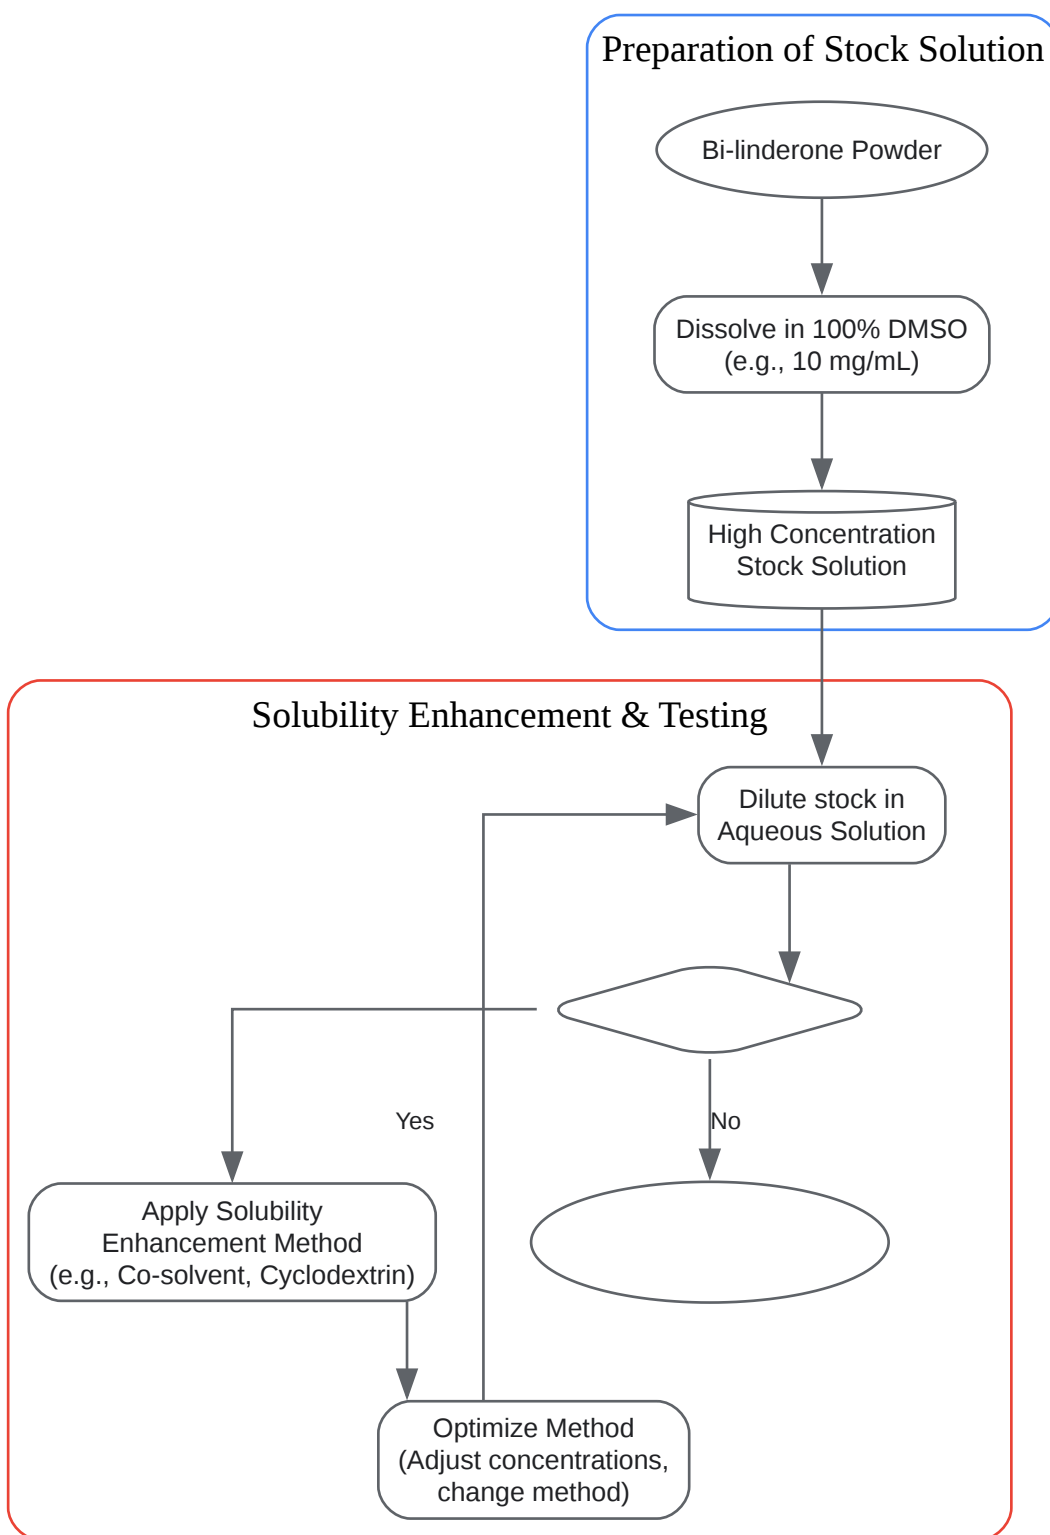 Preparation of Stock Solution
Bi-linderone Powder
Dissolve in 100% DMSO
(e.g., 10 mg/mL)
High Concentration
Stock Solution
Solubility Enhancement & Testing
Dilute stock in
Aqueous Solution
Yes
No
Apply Solubility
Enhancement Method
(e.g., Co-solvent, Cyclodextrin)
Optimize Method
(Adjust concentrations,
change method)